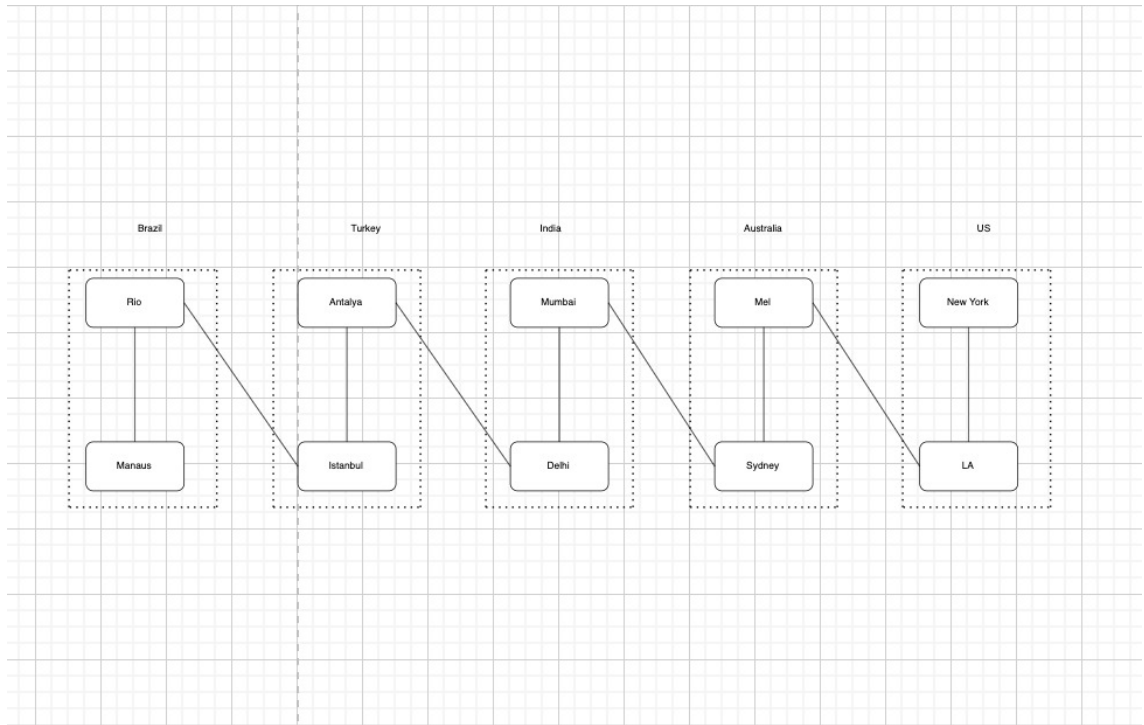 Brazil
Turkey
India
Australia
US
Rio
Antalya
Mumbai
Mel
New York
Manaus
Istanbul
Delhi
Sydney
LA